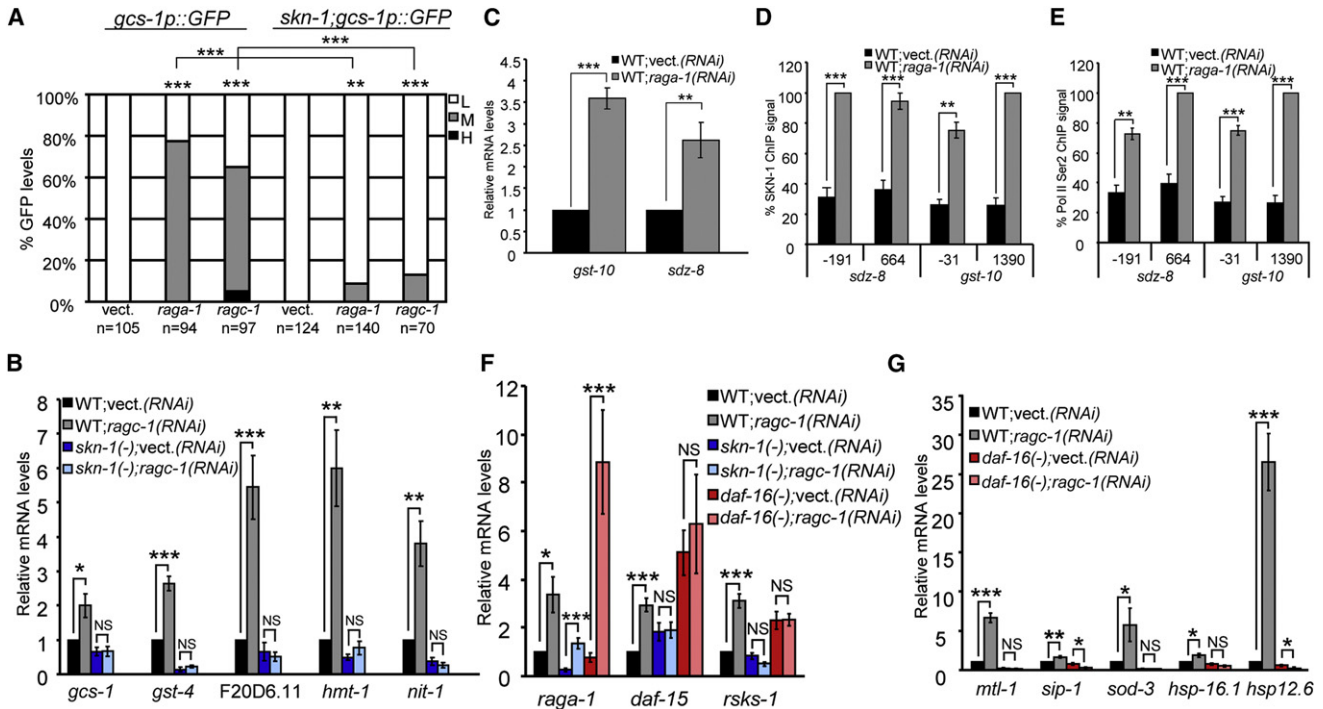 A
gcs-1p::GFP
skn-1;gcs-1p::GFP
***
***
*** *** ** ***
L
M
H
% GFP levels
100%
80%
60%
40%
20%
0%
vect. raga-1 ragc-1 vect. raga-1 ragc-1
n=105 n=94 n=97 n=124 n=140 n=70
C
WT;vect.(RNAi)
WT;raga-1(RNAi)
Relative mRNA levels
4.5
4
3.5
3
2.5
2
1.5
1
0.5
0
*** **
gst-10 sdz-8
D
WT;vect.(RNAi)
WT;raga-1(RNAi)
% SKN-1 ChIP signal
120
100
80
60
40
20
0
*** *** ** ***
-191 664 -31 1390
sdz-8 gst-10
E
WT;vect.(RNAi)
WT;raga-1(RNAi)
% Pol II Ser2 ChIP signal
120
100
80
60
40
20
0
** *** *** ***
-191 664 -31 1390
sdz-8 gst-10
B
WT;vect.(RNAi)
WT;ragc-1(RNAi)
skn-1(-);vect.(RNAi)
skn-1(-);ragc-1(RNAi)
Relative mRNA levels
8
7
6
5
4
3
2
1
0
* NS *** NS *** NS ** NS ** NS
gcs-1 gst-4 F20D6.11 hmt-1 nit-1
F
WT;vect.(RNAi)
WT;ragc-1(RNAi)
skn-1(-);vect.(RNAi)
skn-1(-);ragc-1(RNAi)
daf-16(-);vect.(RNAi)
daf-16(-);ragc-1(RNAi)
Relative mRNA levels
12
10
8
6
4
2
0
* *** *** *** NS NS *** NS NS
raga-1 daf-15 rsks-1
G
WT;vect.(RNAi)
WT;ragc-1(RNAi)
daf-16(-);vect.(RNAi)
daf-16(-);ragc-1(RNAi)
Relative mRNA levels
35
30
25
20
15
10
5
0
*** NS ** * * NS * NS *** *
mtl-1 sip-1 sod-3 hsp-16.1 hsp12.6